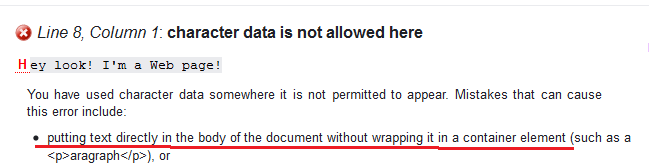 Line 8, Column 1: character data is not allowed here
Hey look! I'm a Web page!
You have used character data somewhere it is not permitted to appear. Mistakes that can cause
this error include:
• putting text directly in the body of the document without wrapping it in a container element (such as a
<p>aragraph</p>), or